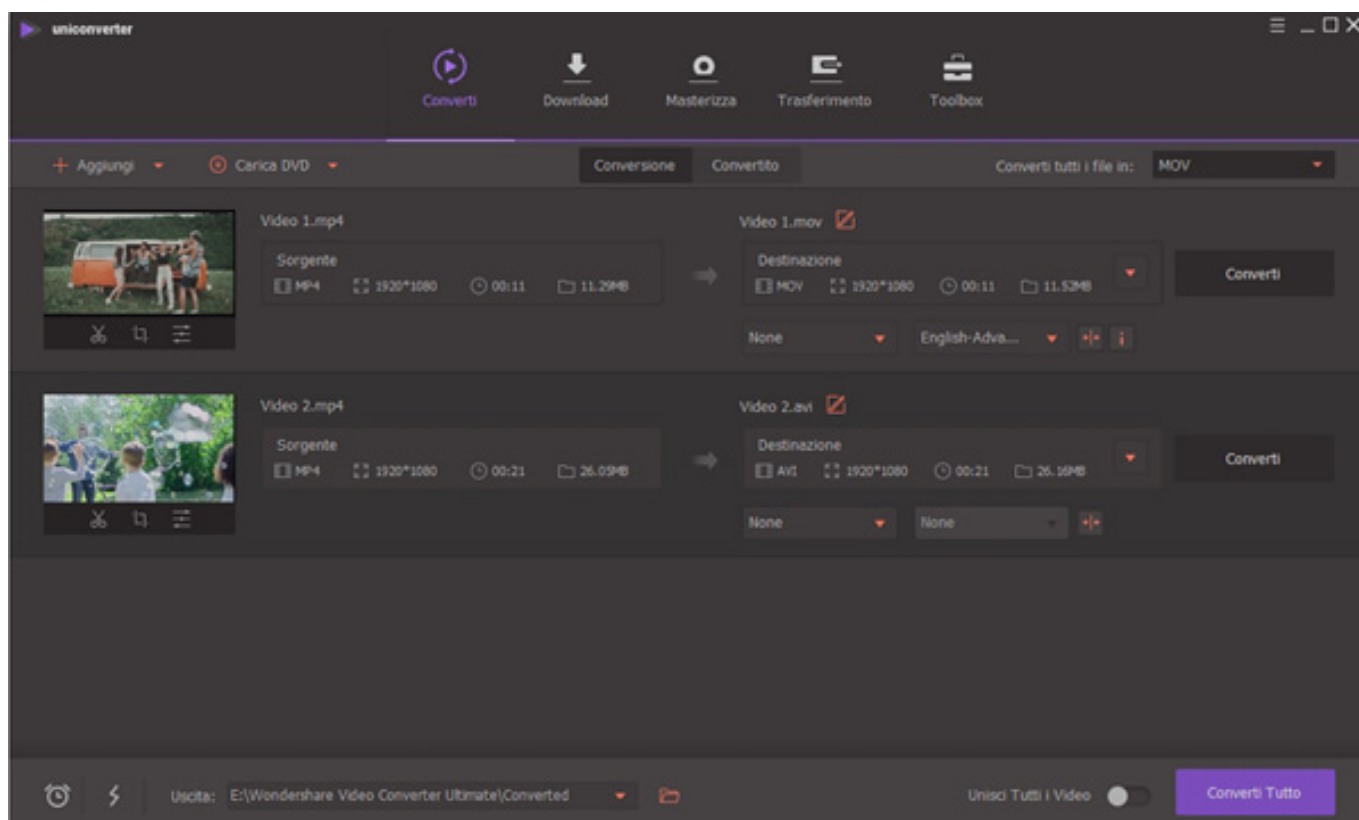 uniconverter
Converti
Download
Masterizza
Trasferimento
Toolbox
Aggiungi
Carica DVD
Conversione
Convertito
Converti tutti i file in:
MOV
Video 1.mp4
Sorgente
MP4 1920*1080 00:11 11.29MB
Video 1.mov
Destinazione
MOV 1920*1080 00:11 11.52MB
Converti
None
English-Adva...
Video 2.mp4
Sorgente
MP4 1920*1080 00:21 26.05MB
Video 2.avi
Destinazione
AVI 1920*1080 00:21 26.16MB
Converti
None
None
Uscita:
E:\Wondershare Video Converter Ultimate\Converted
Unisci Tutti i Video
Converti Tutto